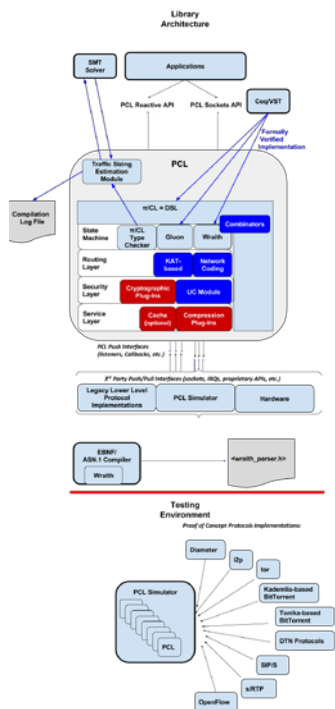 Library
Architecture
SMT
Solver
Applications
PCL Reactive API
PCL Sockets API
Coq/VST
Formally
Verified
Implementation
PCL
Traffic Sizing
Estimation
Module
Compilation
Log File
π/CL = DSL
Combinators
State
Machine
π/CL
Type
Checker
Gluon
Wraith
Routing
Layer
KAT-
based
Network
Coding
Security
Layer
Cryptographic
Plug-Ins
UC Module
Service
Layer
Cache
(optional)
Compression
Plug-Ins
PCL Push Interfaces
(listeners, Callbacks, etc.)
3rd Party Push/Pull Interfaces (sockets, IRQs, proprietary APIs, etc.)
Legacy Lower Level
Protocol
Implementations
PCL Simulator
Hardware
EBNF/
ASN.1 Compiler
Wraith
<wraith_parser.h>
Testing
Environment
Proof of Concept Protocols Implementations:
Diameter
i2p
tor
Kademlia-based
BitTorrent
PCL Simulator
Tonika-based
BitTorrent
DTN Protocols
PCL
SIP/S
s/RTP
OpenFlow